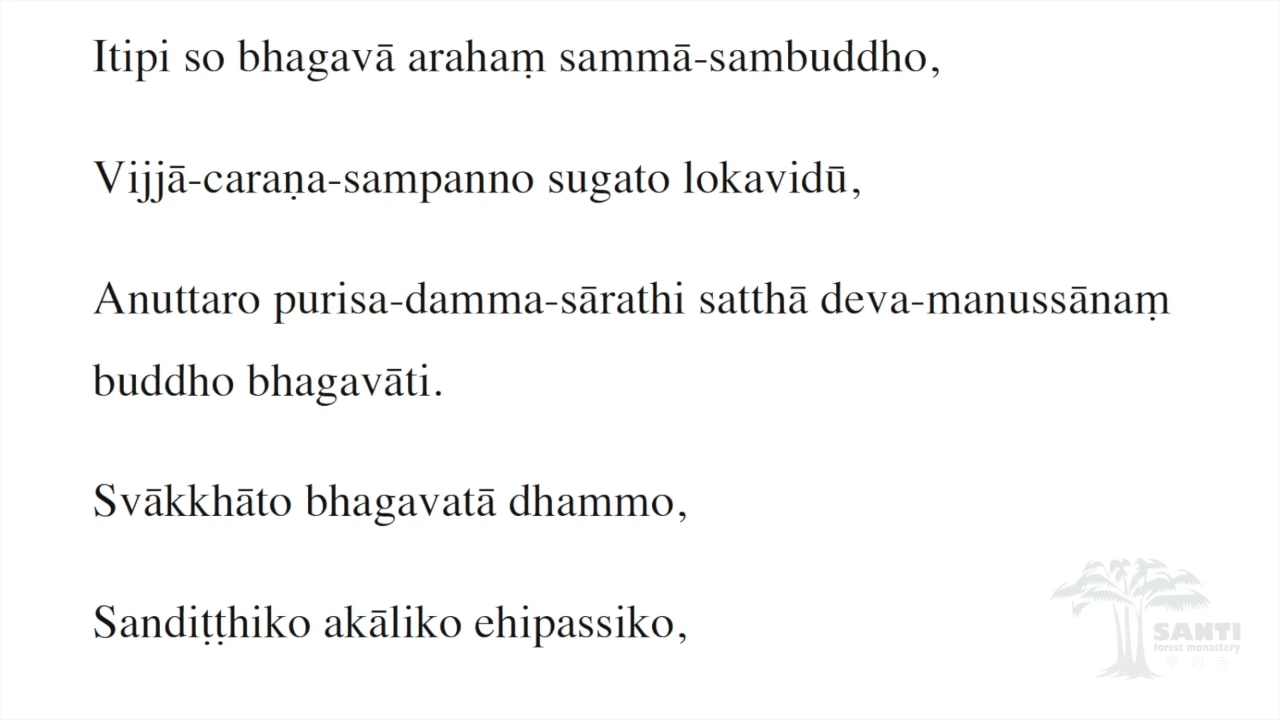 Itipi so bhagavā arahaṃ sammā-sambuddho,
Vijjā-caraṇa-sampanno sugato lokavidū,
Anuttaro purisa-damma-sārathi satthā deva-manussānaṃ
buddho bhagavāti.
Svākkhāto bhagavatā dhammo,
Sandiṭṭhiko akāliko ehipassiko,
SANTI
forest monastery